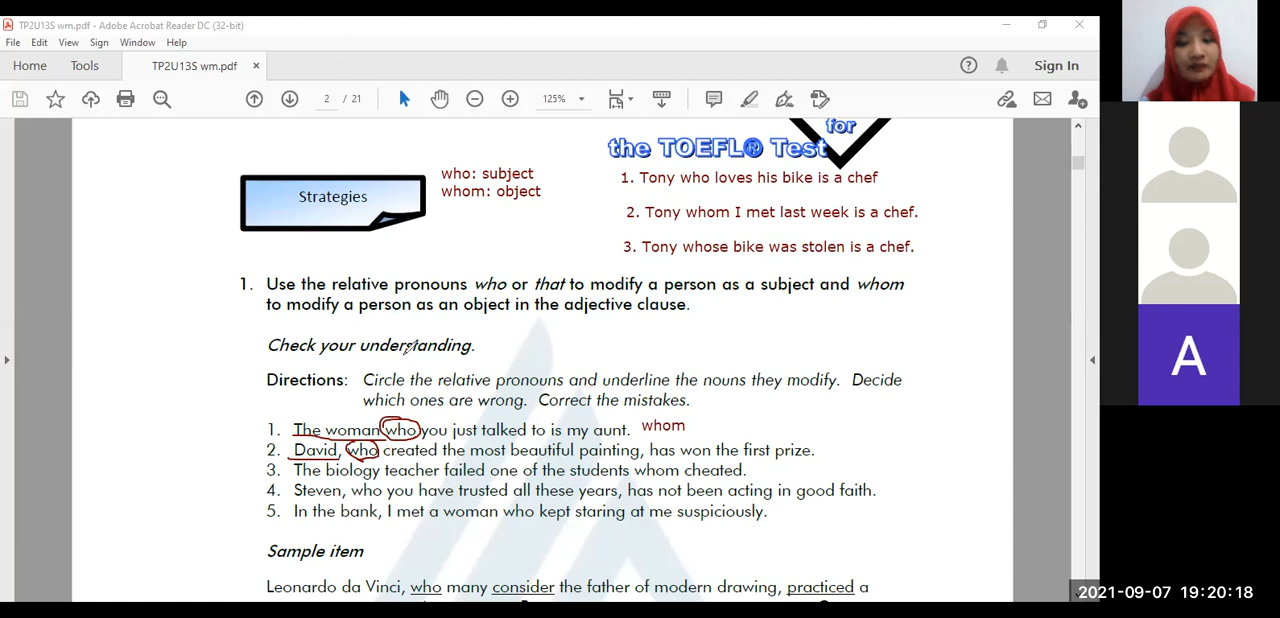 TP2U13S wm.pdf - Adobe Acrobat Reader DC (32-bit)
File Edit View Sign Window Help
Home Tools TP2U13S wm.pdf × Sign In
2 / 21 125%
for
the TOEFL® Test
Strategies
who: subject
whom: object
1. Tony who loves his bike is a chef
2. Tony whom I met last week is a chef.
3. Tony whose bike was stolen is a chef.
1. Use the relative pronouns who or that to modify a person as a subject and whom
to modify a person as an object in the adjective clause.
Check your understanding.
Directions: Circle the relative pronouns and underline the nouns they modify. Decide
which ones are wrong. Correct the mistakes.
1. The woman who you just talked to is my aunt. whom
2. David, who created the most beautiful painting, has won the first prize.
3. The biology teacher failed one of the students whom cheated.
4. Steven, who you have trusted all these years, has not been acting in good faith.
5. In the bank, I met a woman who kept staring at me suspiciously.
Sample item
Leonardo da Vinci, who many consider the father of modern drawing, practiced a
A
2021-09-07 19:20:18